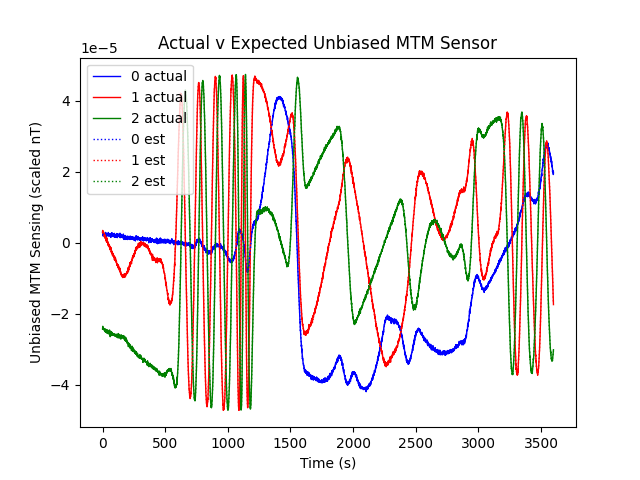 Actual v Expected Unbiased MTM Sensor
1e−5
0 actual
1 actual
2 actual
0 est
1 est
2 est
4
2
0
−2
−4
Unbiased MTM Sensing (scaled nT)
0
500
1000
1500
2000
2500
3000
3500
Time (s)